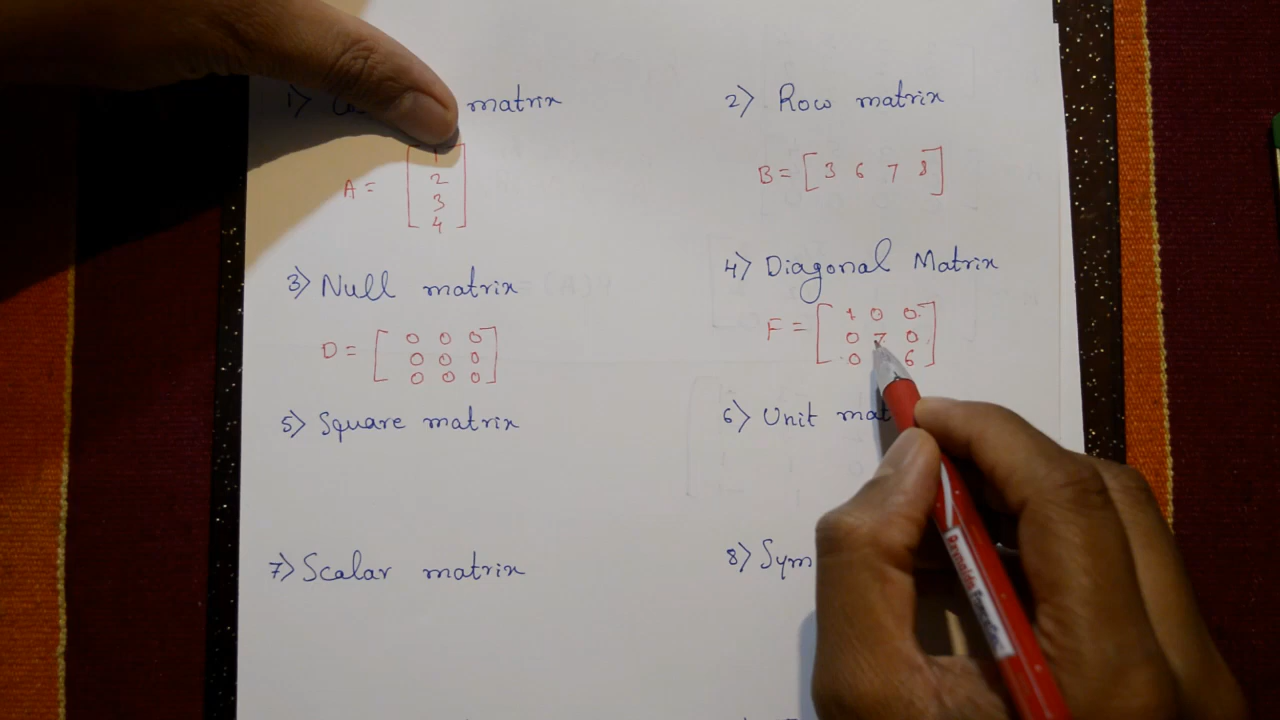 1) matrix
A = [ 1
2
3
4 ]
2) Row matrix
B = [ 3 6 7 8 ]
3) Null matrix
D = [ 0 0 0
0 0 0
0 0 0 ]
4) Diagonal Matrix
F = [ 1 0 0
0 7 0
0 6 ]
5) Square matrix
6) Unit mat
7) Scalar matrix
8) Sym
Reynolds